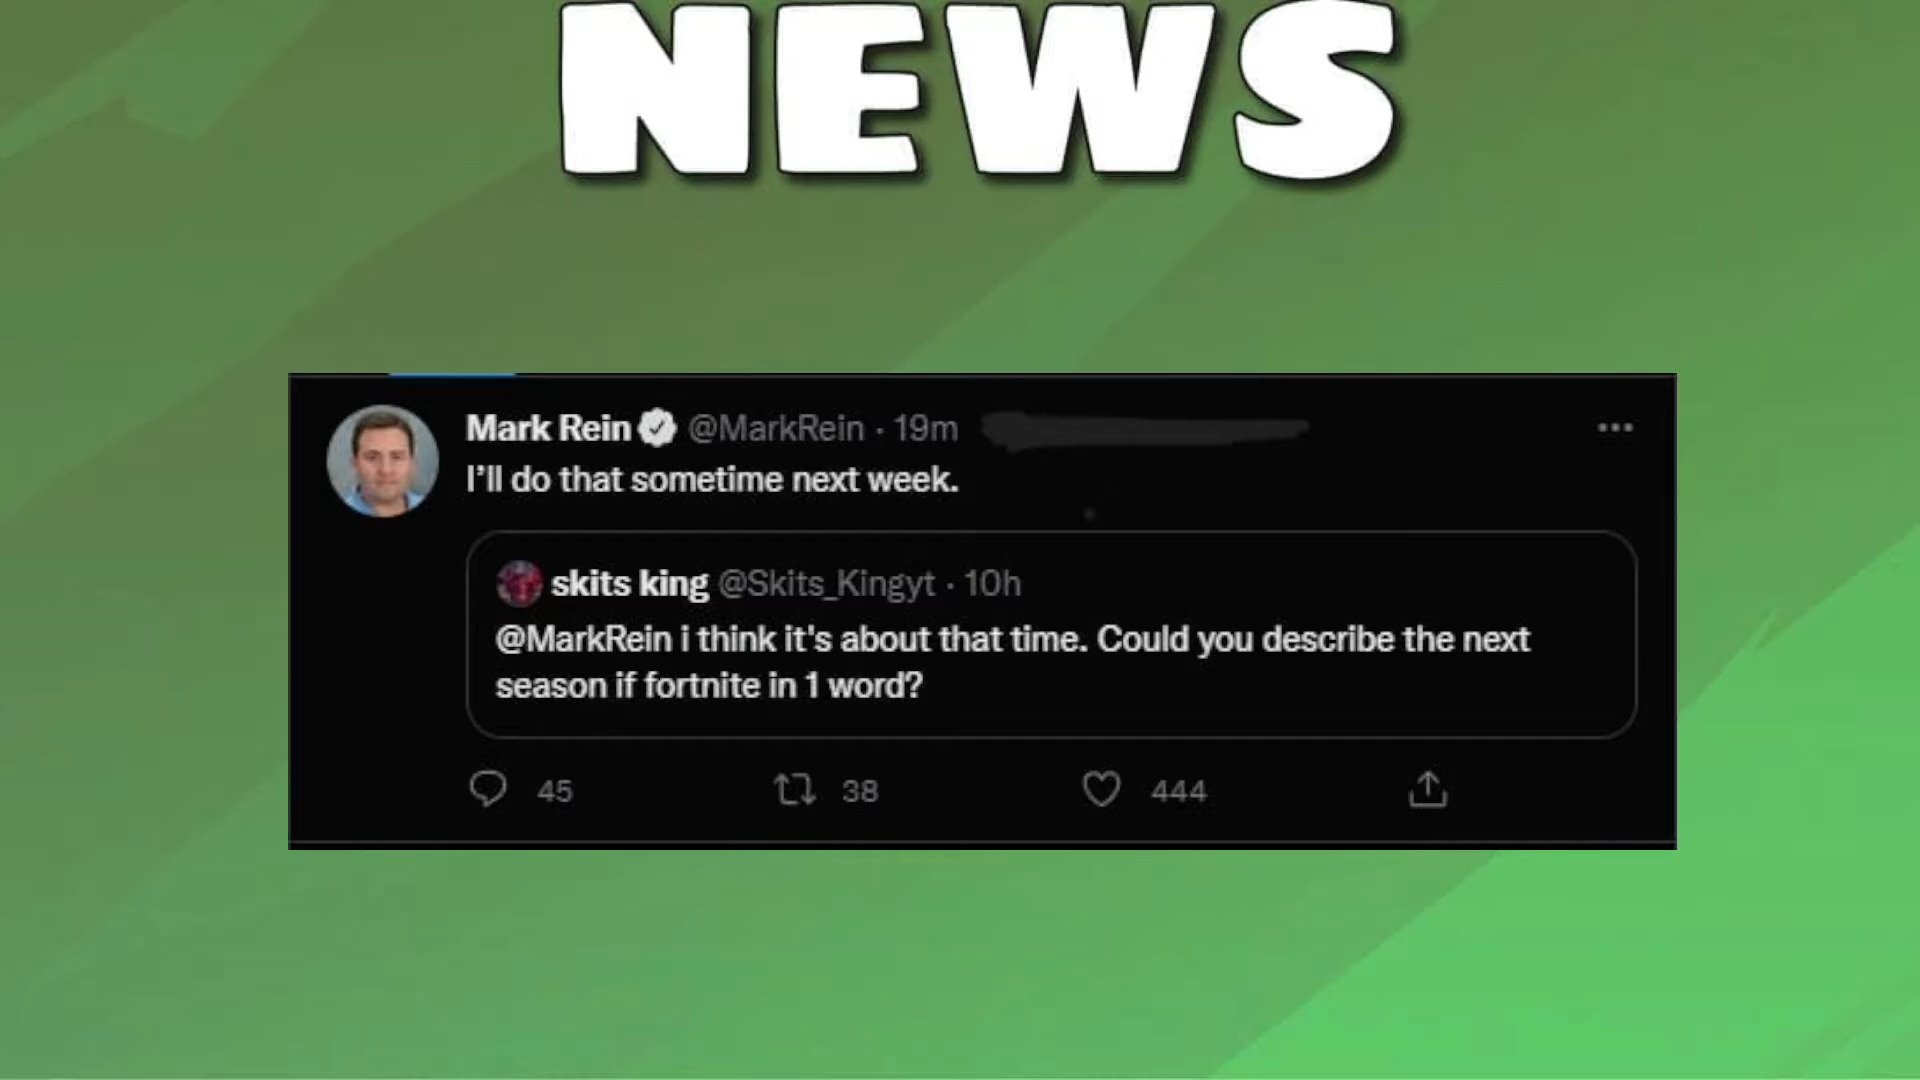 NEWS
Mark Rein @MarkRein · 19m
I’ll do that sometime next week.
skits king @Skits_Kingyt · 10h
@MarkRein i think it's about that time. Could you describe the next
season if fortnite in 1 word?
45 38 444